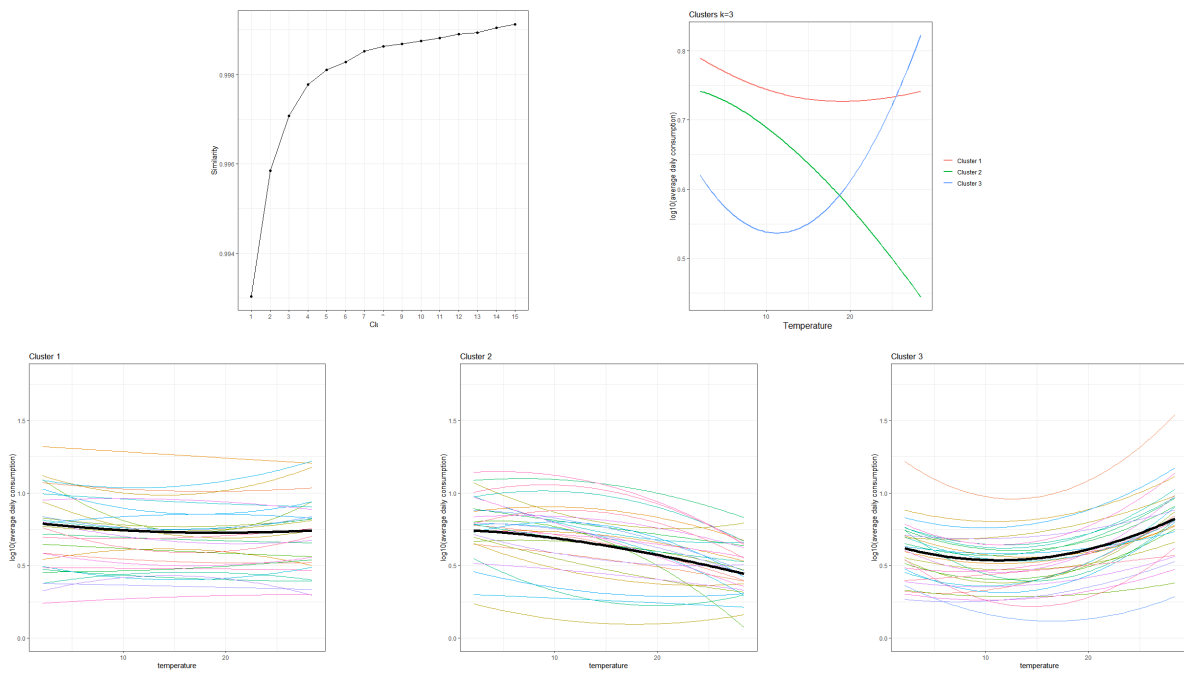 Similarity
0.998
0.996
0.994
1 2 3 4 5 6 7 9 10 11 12 13 14 15
Clusters k=3
log10(average daily consumption)
0.8
0.7
0.6
0.5
10 20
Temperature
Cluster 1
Cluster 2
Cluster 3
Cluster 1
log10(average daily consumption)
1.5
1.0
0.5
0.0
10 20
temperature
Cluster 2
log10(average daily consumption)
1.5
1.0
0.5
0.0
10 20
temperature
Cluster 3
log10(average daily consumption)
1.5
1.0
0.5
0.0
10 20
temperature